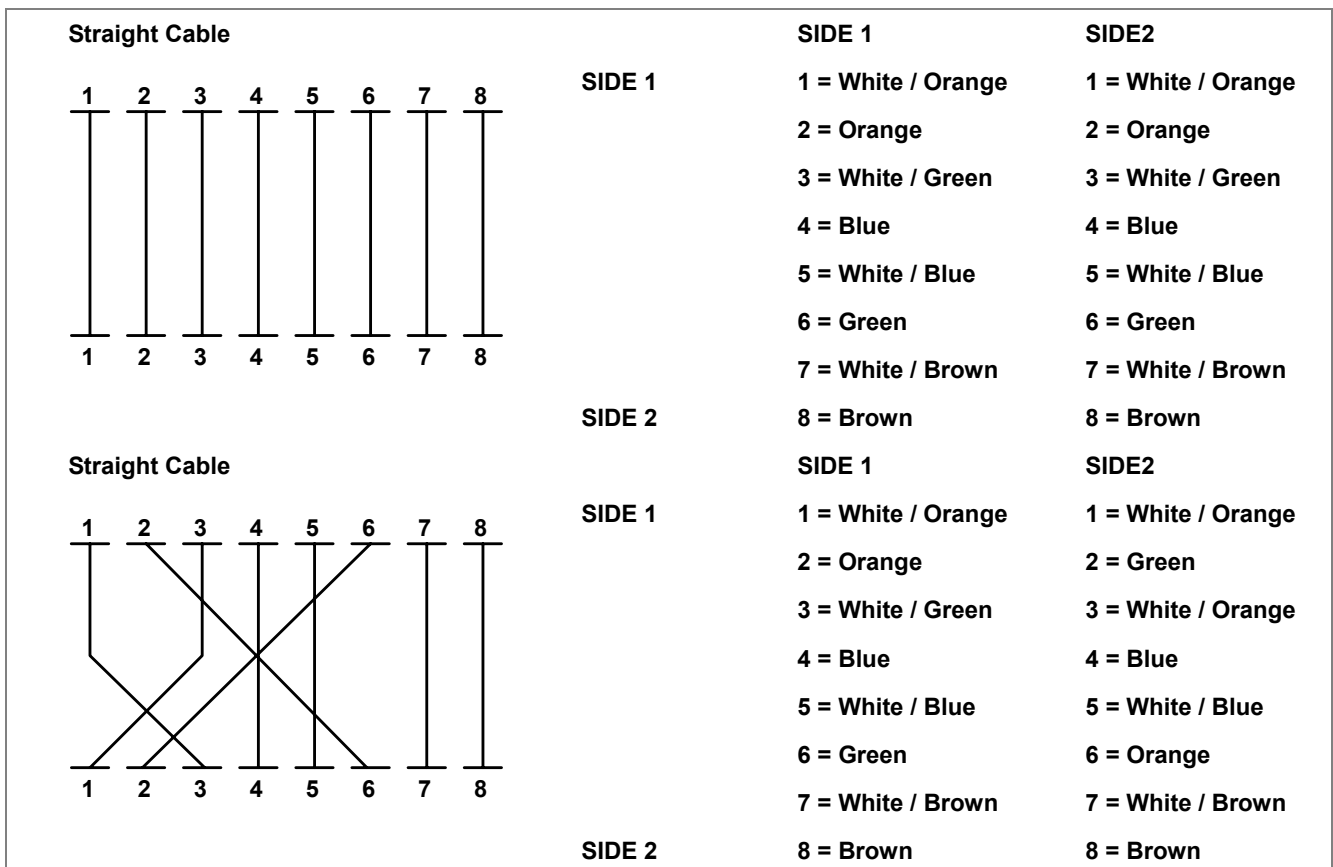 Straight Cable SIDE 1 SIDE2
1 2 3 4 5 6 7 8 SIDE 1 1 = White / Orange 1 = White / Orange
2 = Orange 2 = Orange
3 = White / Green 3 = White / Green
4 = Blue 4 = Blue
5 = White / Blue 5 = White / Blue
6 = Green 6 = Green
1 2 3 4 5 6 7 8
7 = White / Brown 7 = White / Brown
SIDE 2 8 = Brown 8 = Brown
Straight Cable SIDE 1 SIDE2
1 2 3 4 5 6 7 8 SIDE 1 1 = White / Orange 1 = White / Orange
2 = Orange 2 = Green
3 = White / Green 3 = White / Orange
4 = Blue 4 = Blue
5 = White / Blue 5 = White / Blue
6 = Green 6 = Orange
1 2 3 4 5 6 7 8
7 = White / Brown 7 = White / Brown
SIDE 2 8 = Brown 8 = Brown